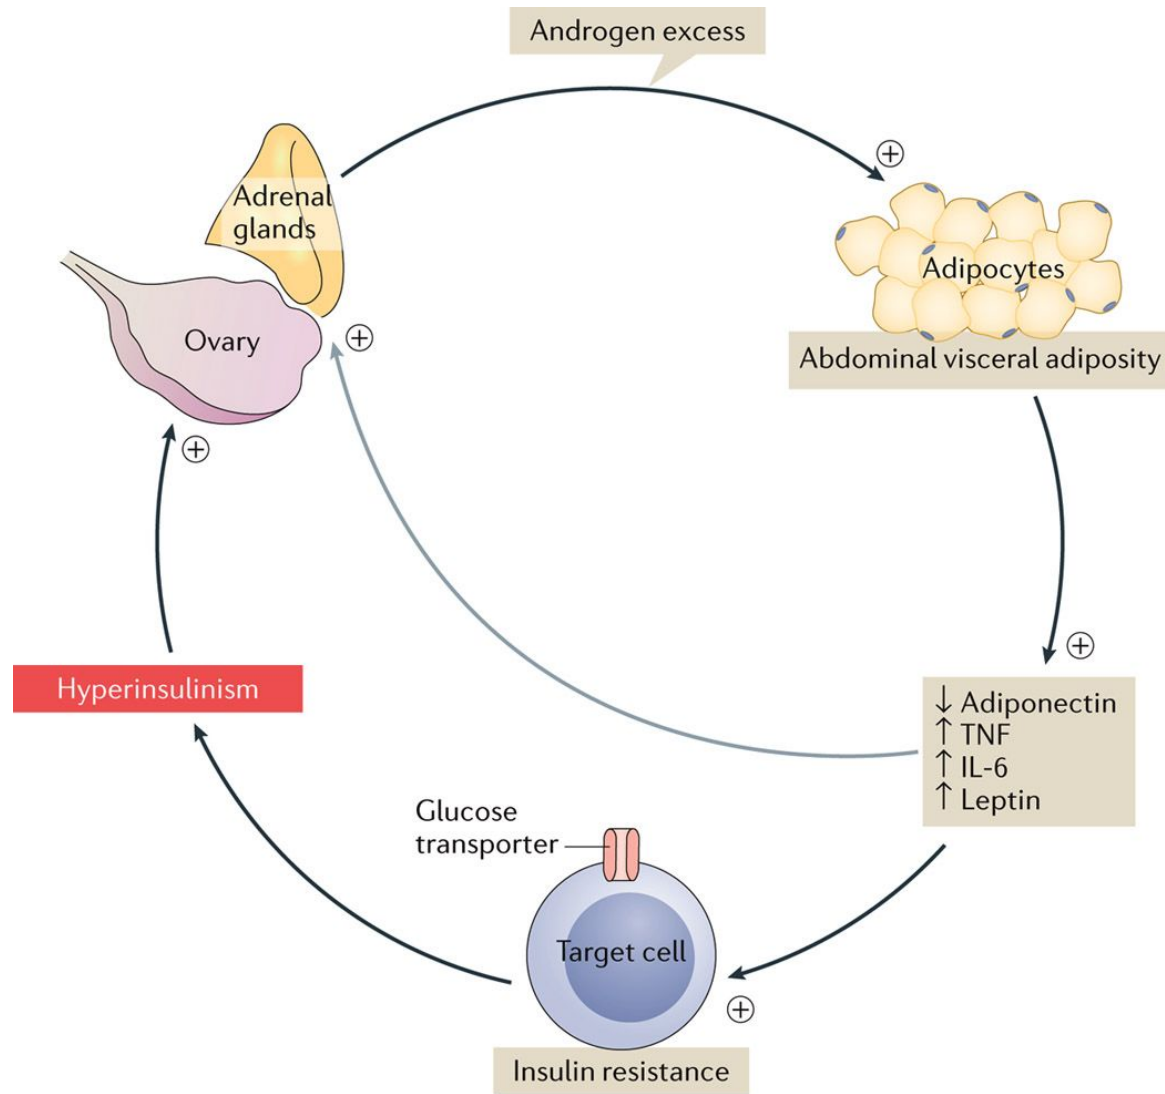 Androgen excess
Adrenal
glands
Ovary
Adipocytes
Abdominal visceral adiposity
Hyperinsulinism
↓ Adiponectin
↑ TNF
↑ IL-6
↑ Leptin
Glucose
transporter
Target cell
Insulin resistance